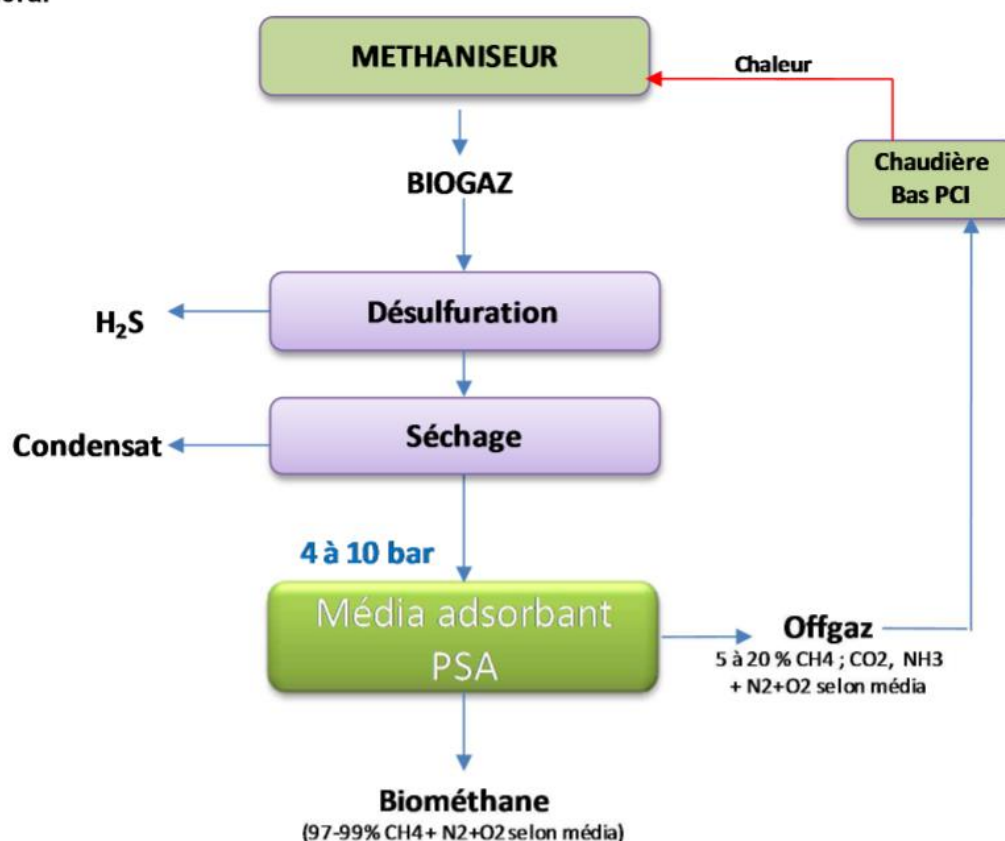 METHANISEUR
Chaleur
Chaudière
Bas PCI
BIOGAZ
Désulfuration
H₂S
Séchage
Condensat
4 à 10 bar
Média adsorbant
PSA
Offgaz
5 à 20 % CH4 ; CO2, NH3
+ N2+O2 selon média
Biométhane
(97-99% CH4 + N2+O2 selon média)